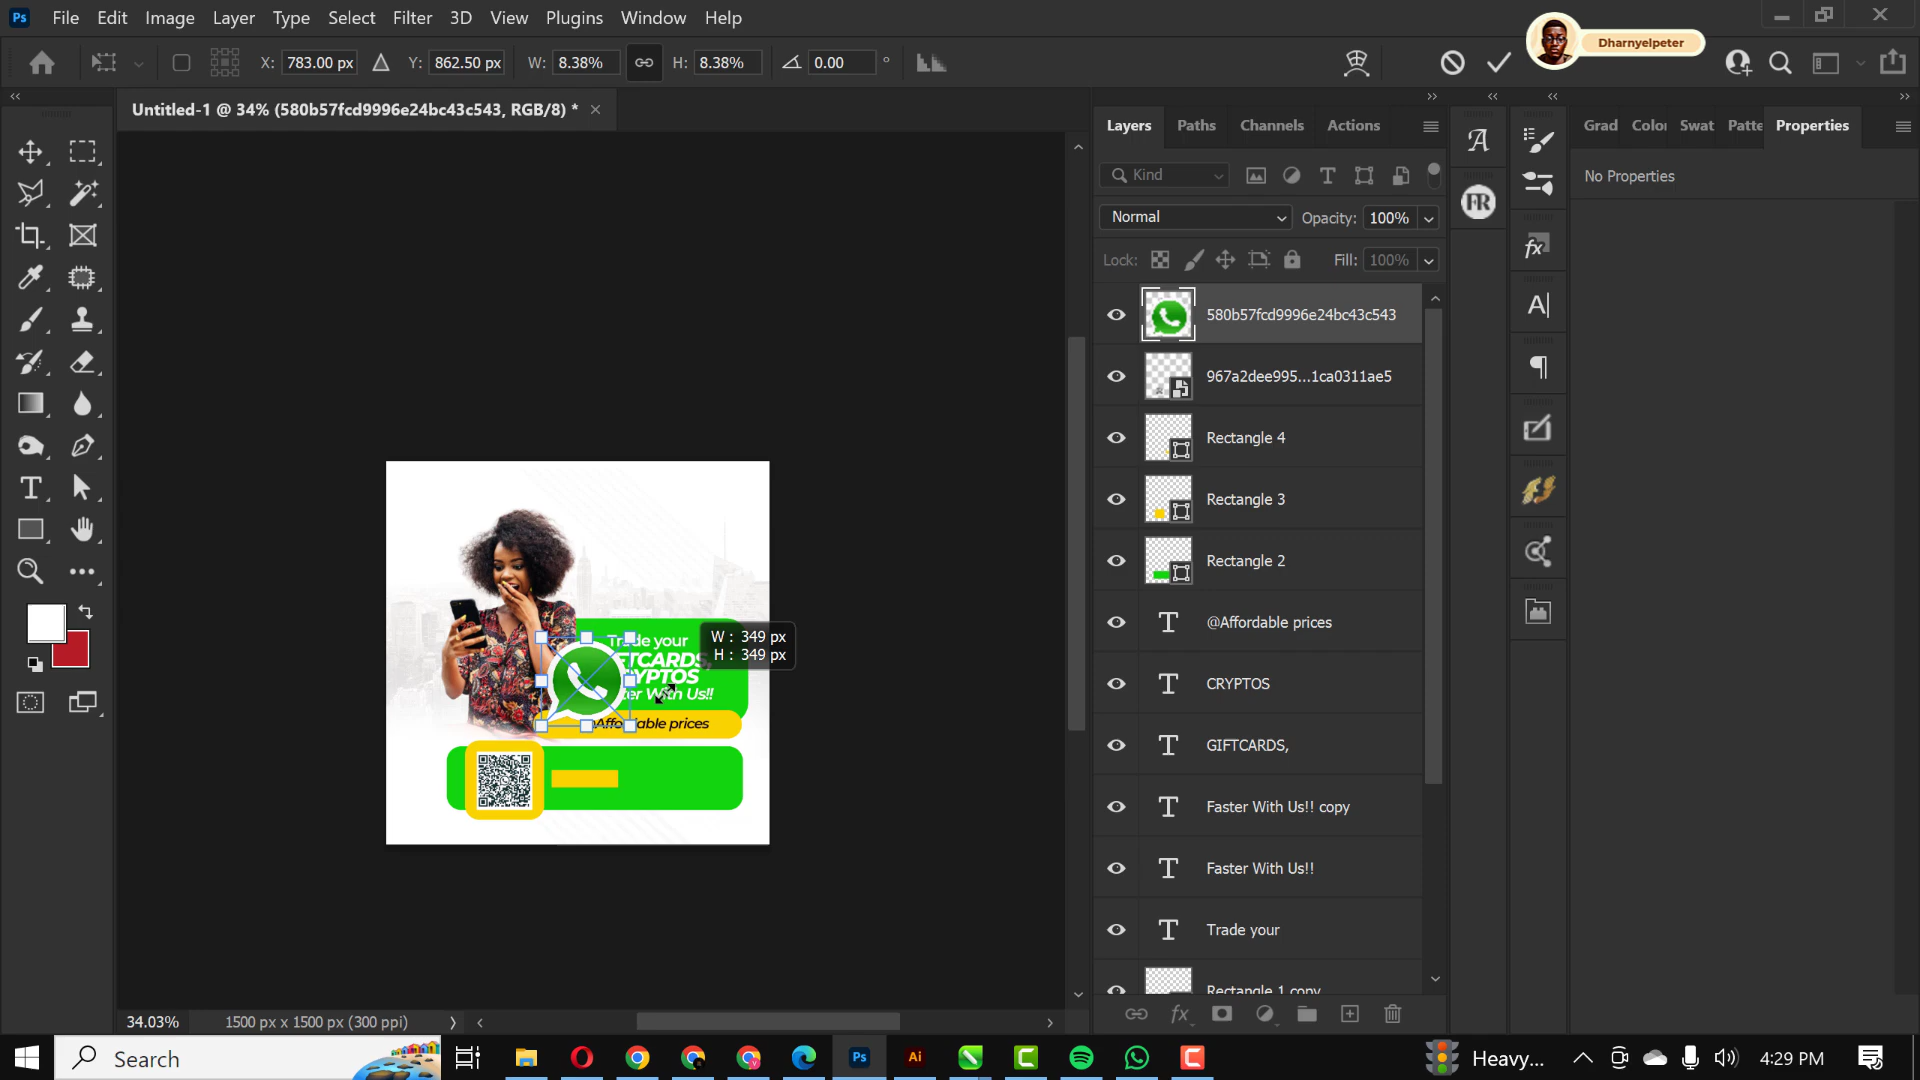 Ps File Edit Image Layer Type Select Filter 3D View Plugins Window Help
Dharnyelpeter
X: 783.00 px Y: 862.50 px W: 8.38% H: 8.38% 0.00 °
Untitled-1 @ 34% (580b57fcd9996e24bc43c543, RGB/8) * ×
Layers Paths Channels Actions
Grad Color Swat Patte Properties
Kind
No Properties
Normal Opacity: 100%
Lock: Fill: 100%
580b57fcd9996e24bc43c543
967a2dee995...1ca0311ae5
Rectangle 4
Rectangle 3
Rectangle 2
@Affordable prices
CRYPTOS
GIFTCARDS,
Faster With Us!! copy
Faster With Us!!
Trade your
Rectangle 1 copy
FR
W : 349 px
H : 349 px
Trade your
With Us!!
prices
34.03% 1500 px x 1500 px (300 ppi)
Search
Ps
Ai
Heavy...
4:29 PM